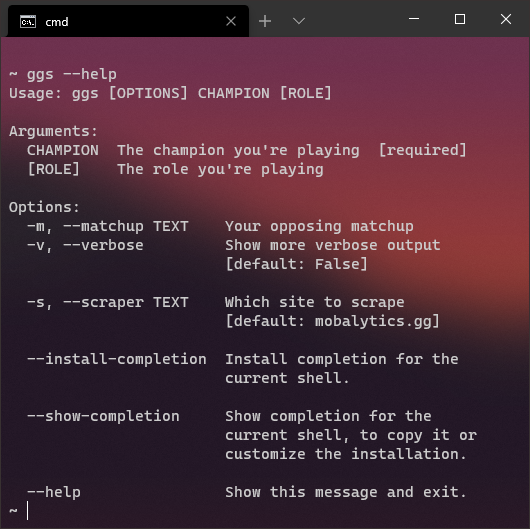 cmd
~ ggs --help
Usage: ggs [OPTIONS] CHAMPION [ROLE]
Arguments:
CHAMPION  The champion you're playing  [required]
[ROLE]    The role you're playing
Options:
-m, --matchup TEXT    Your opposing matchup
-v, --verbose         Show more verbose output
[default: False]
-s, --scraper TEXT    Which site to scrape
[default: mobalytics.gg]
--install-completion  Install completion for the
current shell.
--show-completion     Show completion for the
current shell, to copy it or
customize the installation.
--help                Show this message and exit.
~